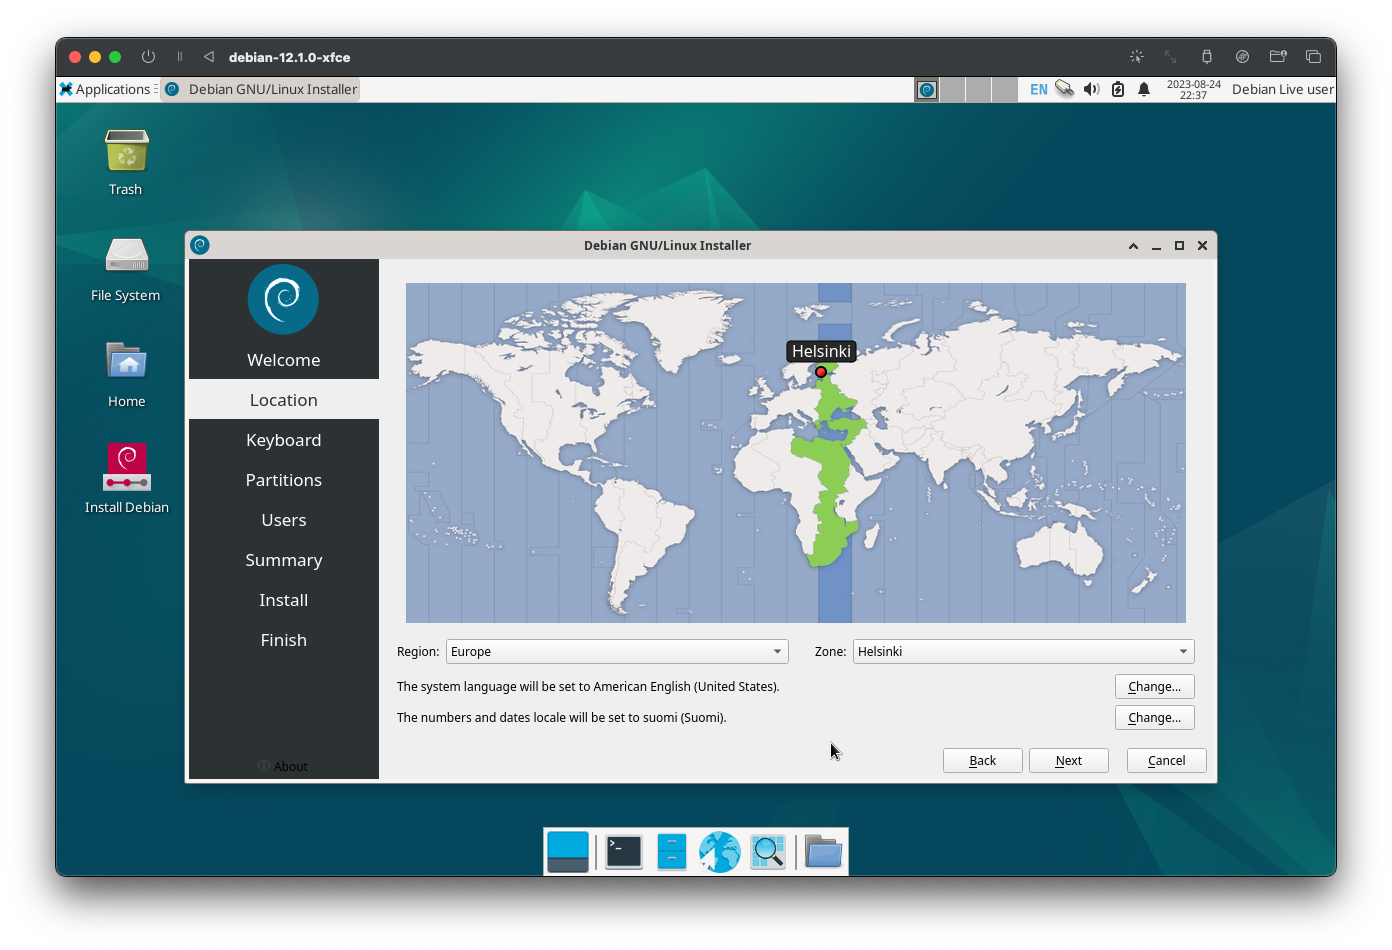 debian-12.1.0-xfce
Applications
Debian GNU/Linux Installer
EN
2023-08-24
22:37
Debian Live user
Trash
File System
Home
Install Debian
Debian GNU/Linux Installer
Welcome
Location
Keyboard
Partitions
Users
Summary
Install
Finish
About
Helsinki
Region: Europe
Zone: Helsinki
The system language will be set to American English (United States).
Change...
The numbers and dates locale will be set to suomi (Suomi).
Change...
Back
Next
Cancel